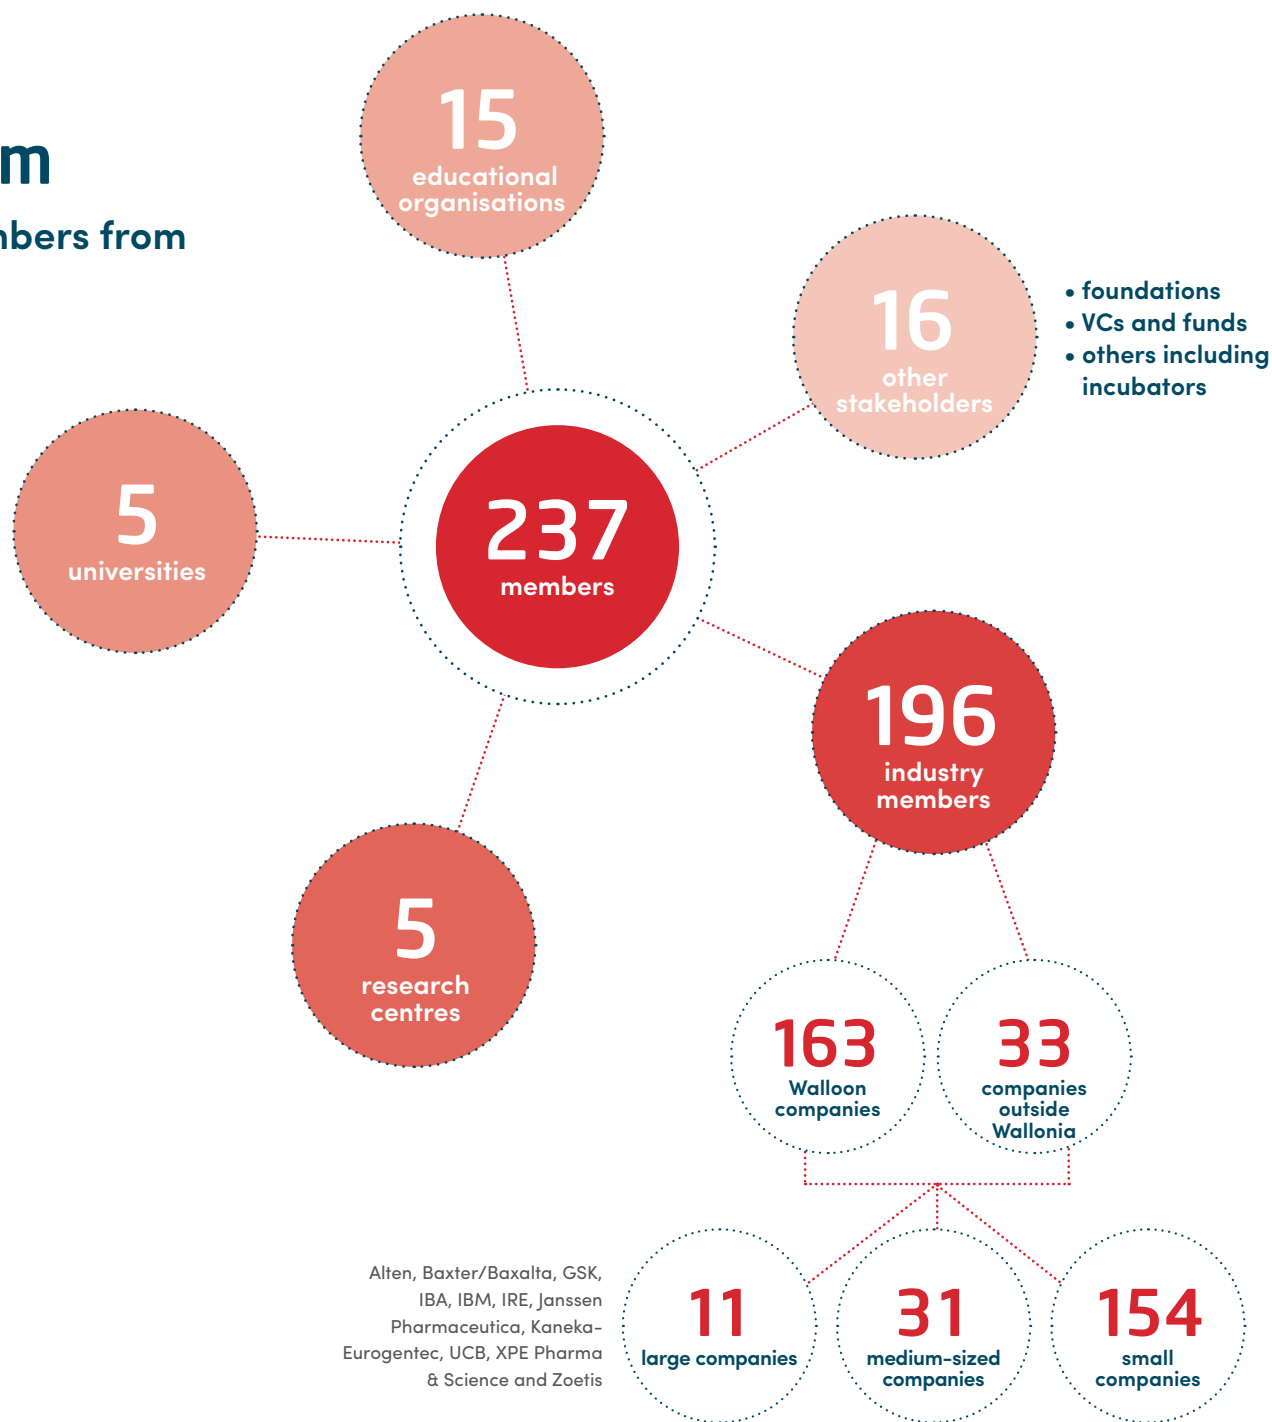 15
educational
organisations
m
mbers from
16
other
stakeholders
• foundations
• VCs and funds
• others including
incubators
5
universities
237
members
196
industry
members
5
research
centres
163
Walloon
companies
33
companies
outside
Wallonia
Alten, Baxter/Baxalta, GSK,
IBA, IBM, IRE, Janssen
Pharmaceutica, Kaneka-
Eurogentec, UCB, XPE Pharma
& Science and Zoetis
11
large companies
31
medium-sized
companies
154
small
companies